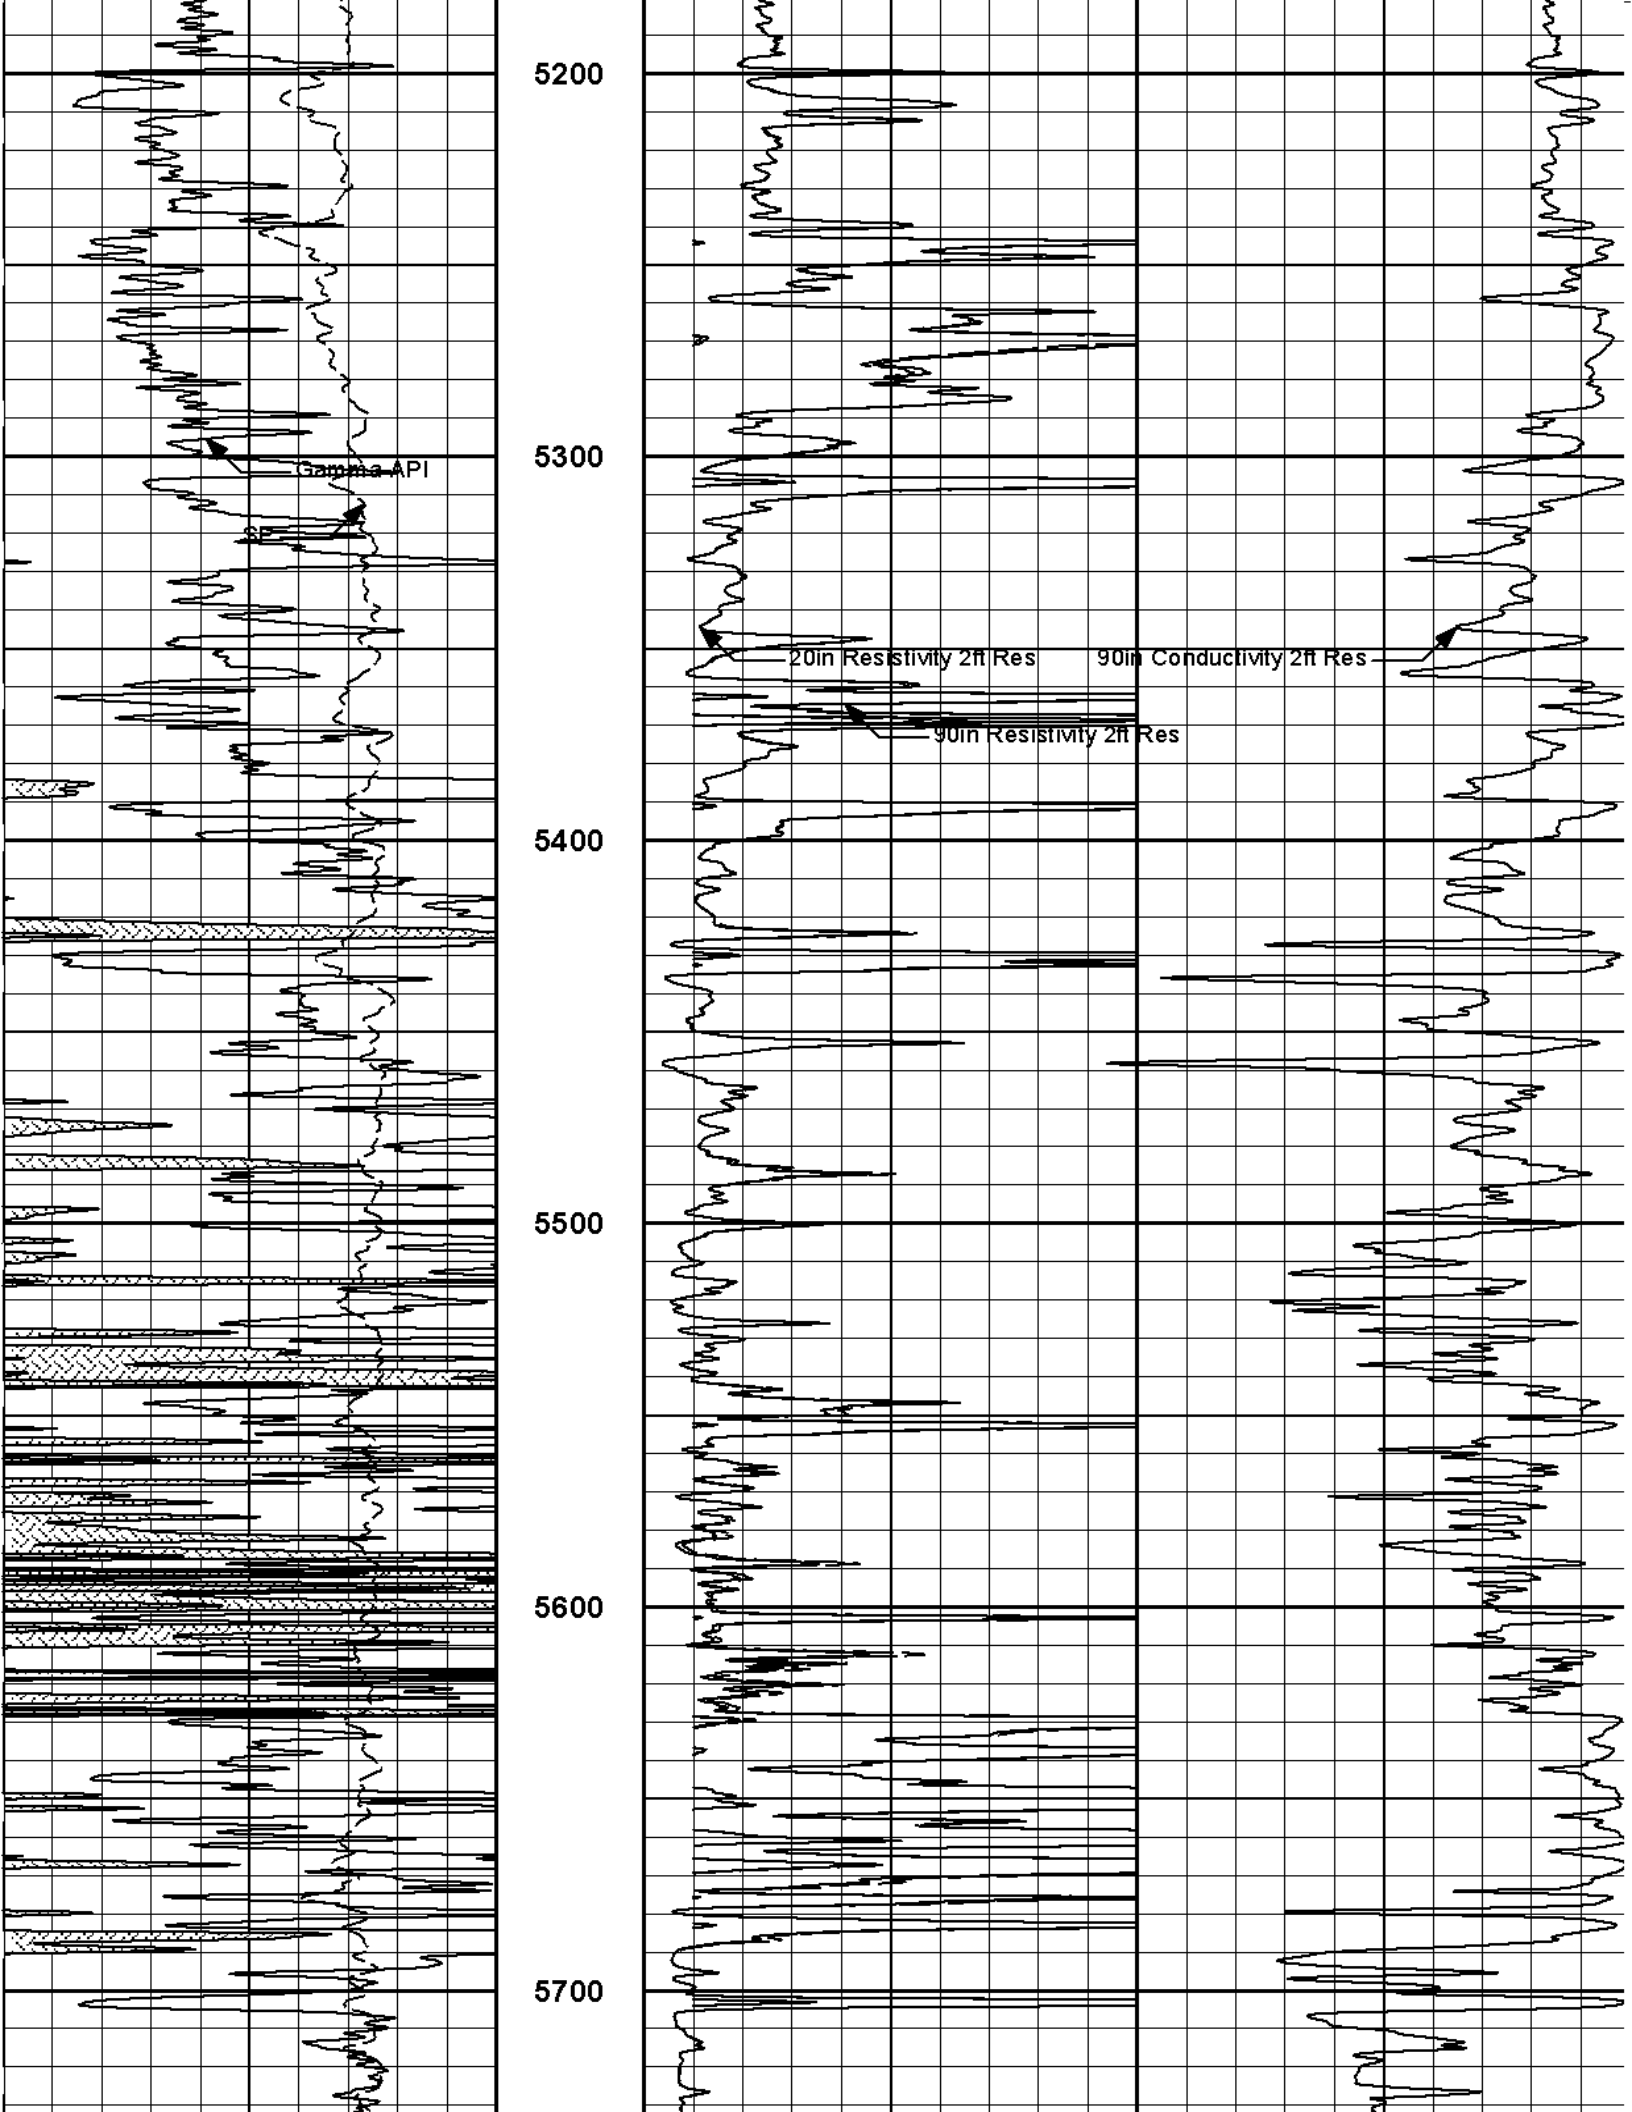 5200
5300
Gamma API
SP
20in Resistivity 2ft Res
90in Conductivity 2ft Res
90in Resistivity 2ft Res
5400
5500
5600
5700